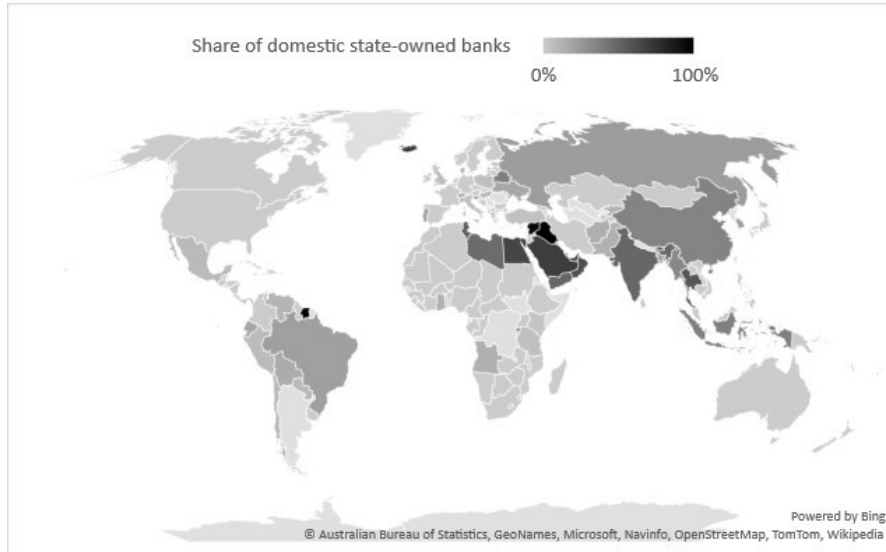 Share of domestic state-owned banks
0% 100%
Powered by Bing
© Australian Bureau of Statistics, GeoNames, Microsoft, Navinfo, OpenStreetMap, TomTom, Wikipedia